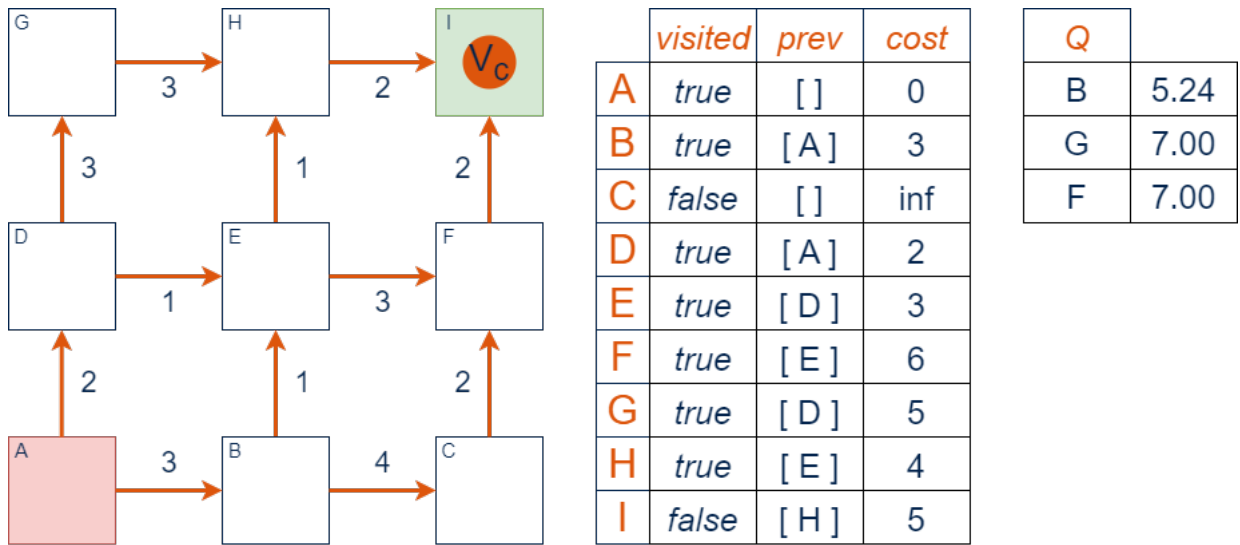 G H I
V_c
3 2
3 1 2
D E F
1 3
2 1 2
A B C
3 4
visited prev cost
A true [ ] 0
B true [ A ] 3
C false [ ] inf
D true [ A ] 2
E true [ D ] 3
F true [ E ] 6
G true [ D ] 5
H true [ E ] 4
I false [ H ] 5
Q
B 5.24
G 7.00
F 7.00